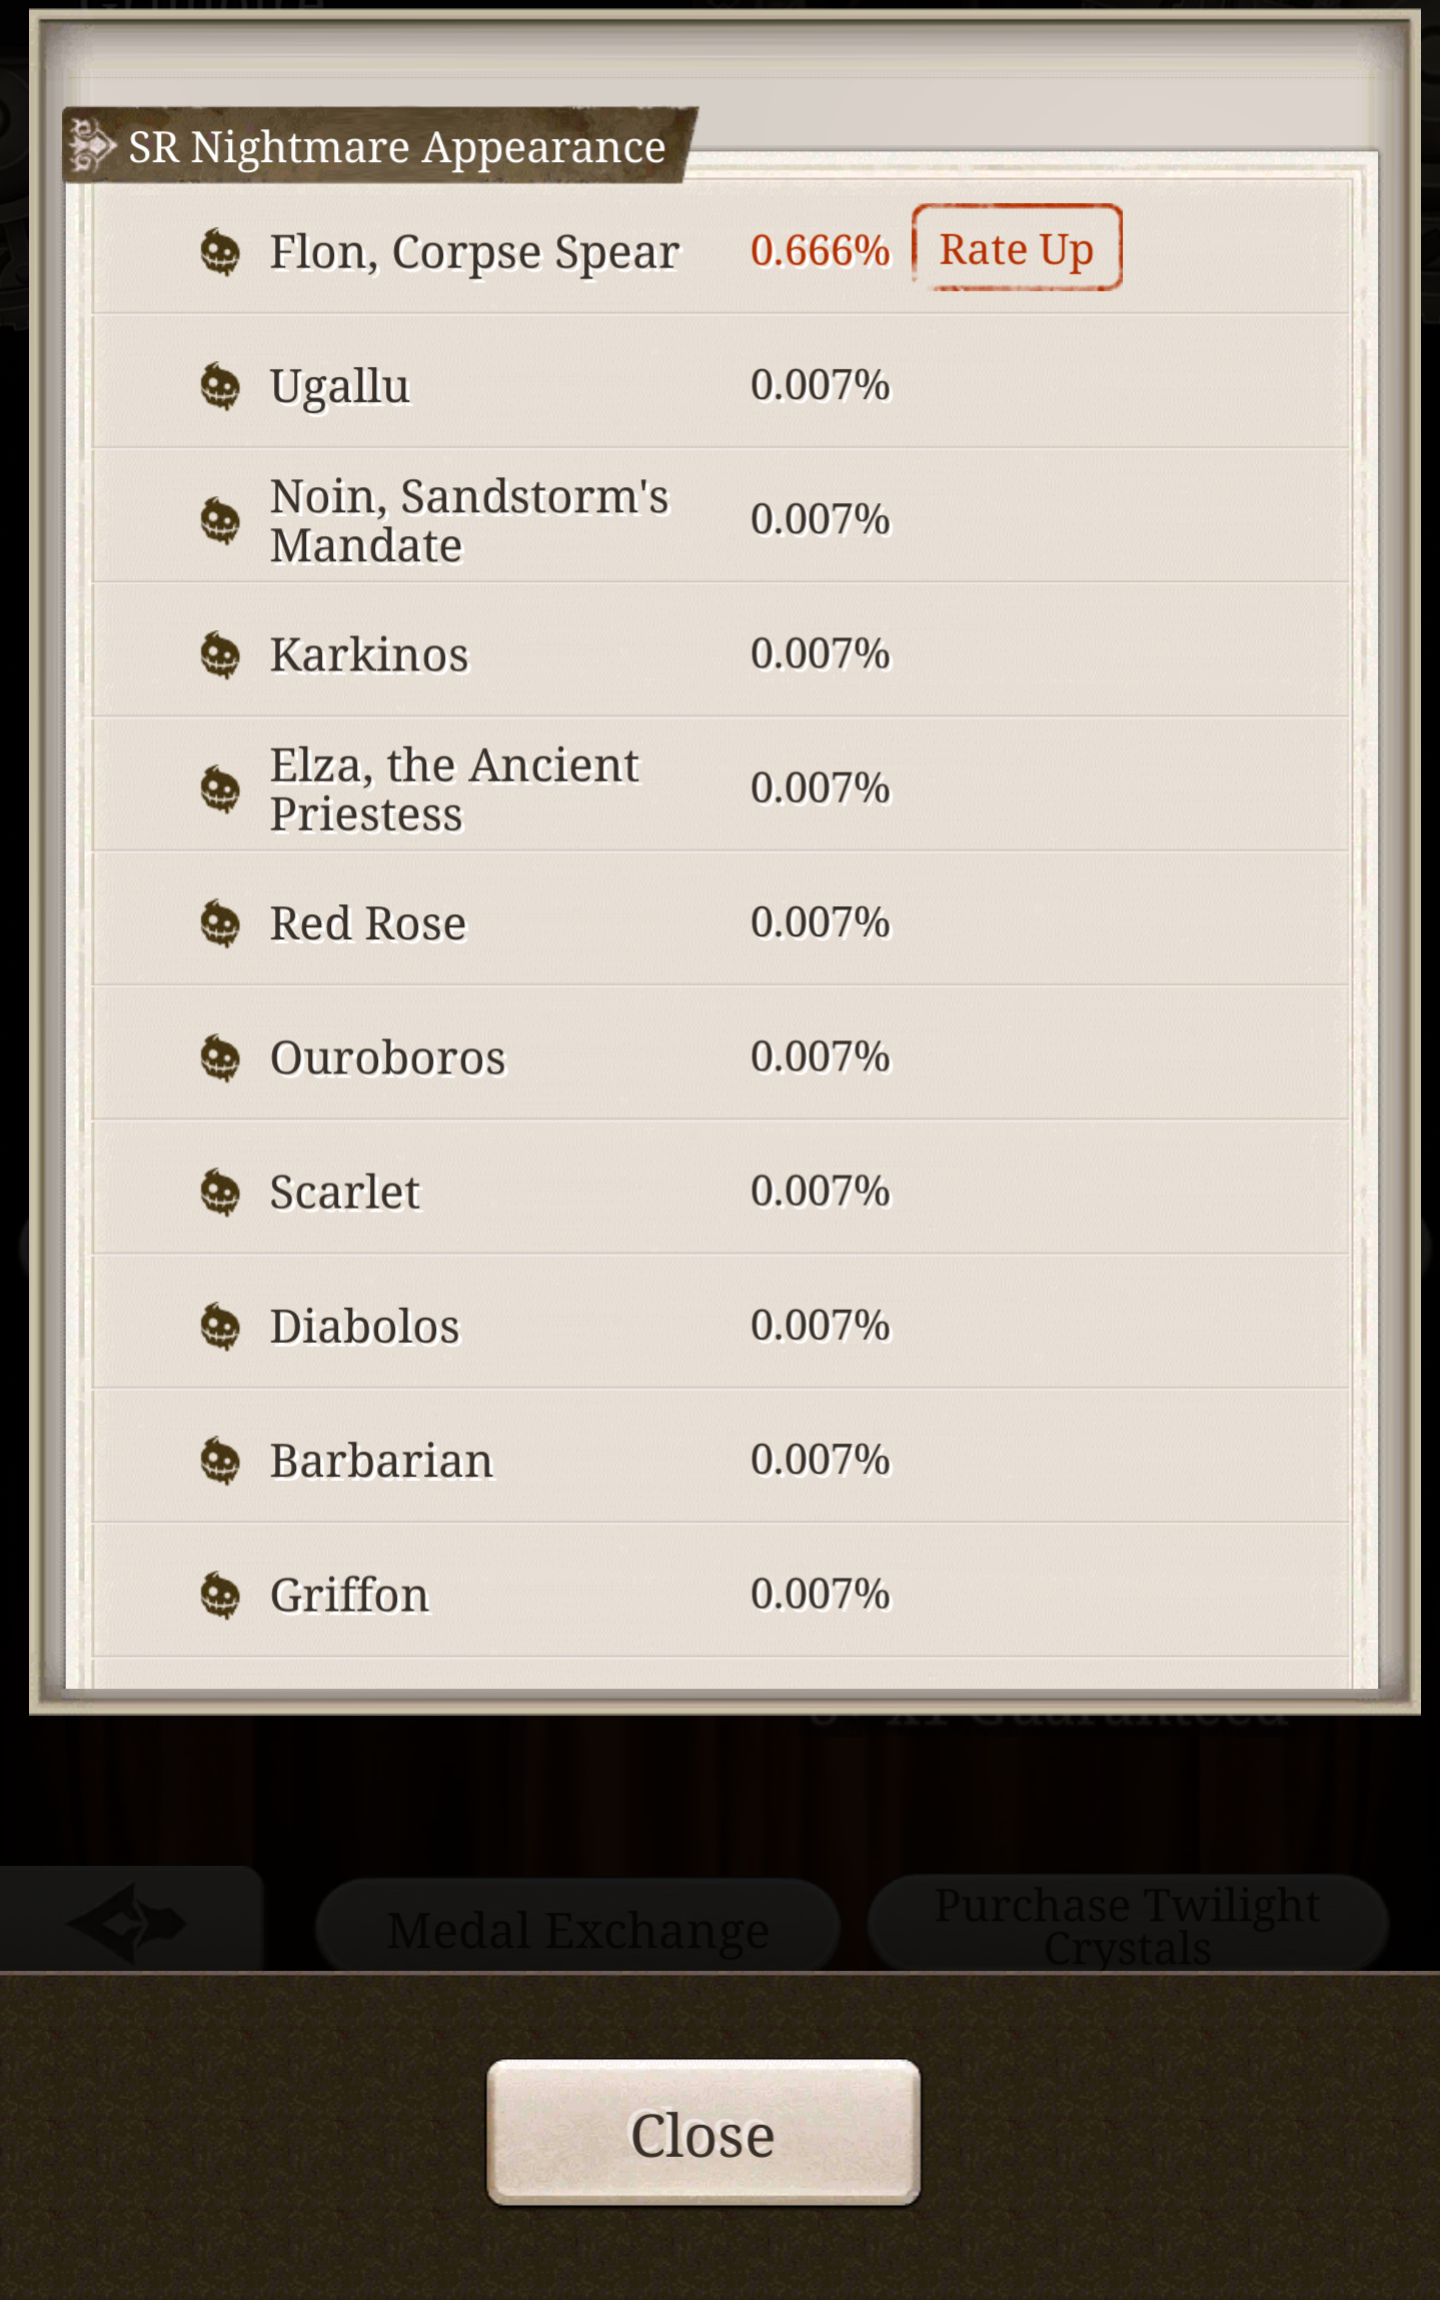 SR Nightmare Appearance
Flon, Corpse Spear 0.666% Rate Up
Ugallu 0.007%
Noin, Sandstorm's
Mandate 0.007%
Karkinos 0.007%
Elza, the Ancient
Priestess 0.007%
Red Rose 0.007%
Ouroboros 0.007%
Scarlet 0.007%
Diabolos 0.007%
Barbarian 0.007%
Griffon 0.007%
x1 Guaranteed
Medal Exchange
Purchase Twilight
Crystals
Close